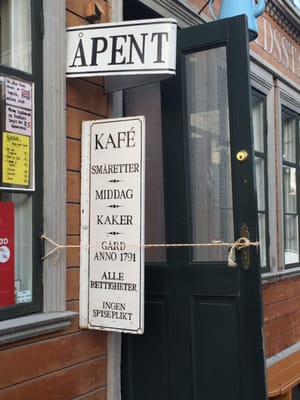 ÅPENT
KAFÉ
SMÅRETTER
MIDDAG
KAKER
GÅRD
ANNO 1791
ALLE
RETTIGHETER
INGEN
SPISEPLIKT